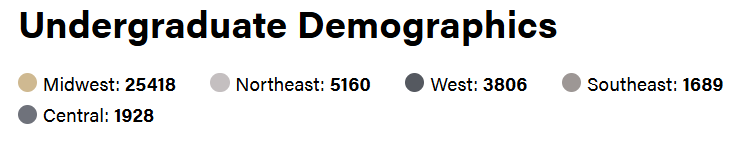 Undergraduate Demographics
Midwest: 25418 Northeast: 5160 West: 3806 Southeast: 1689
Central: 1928